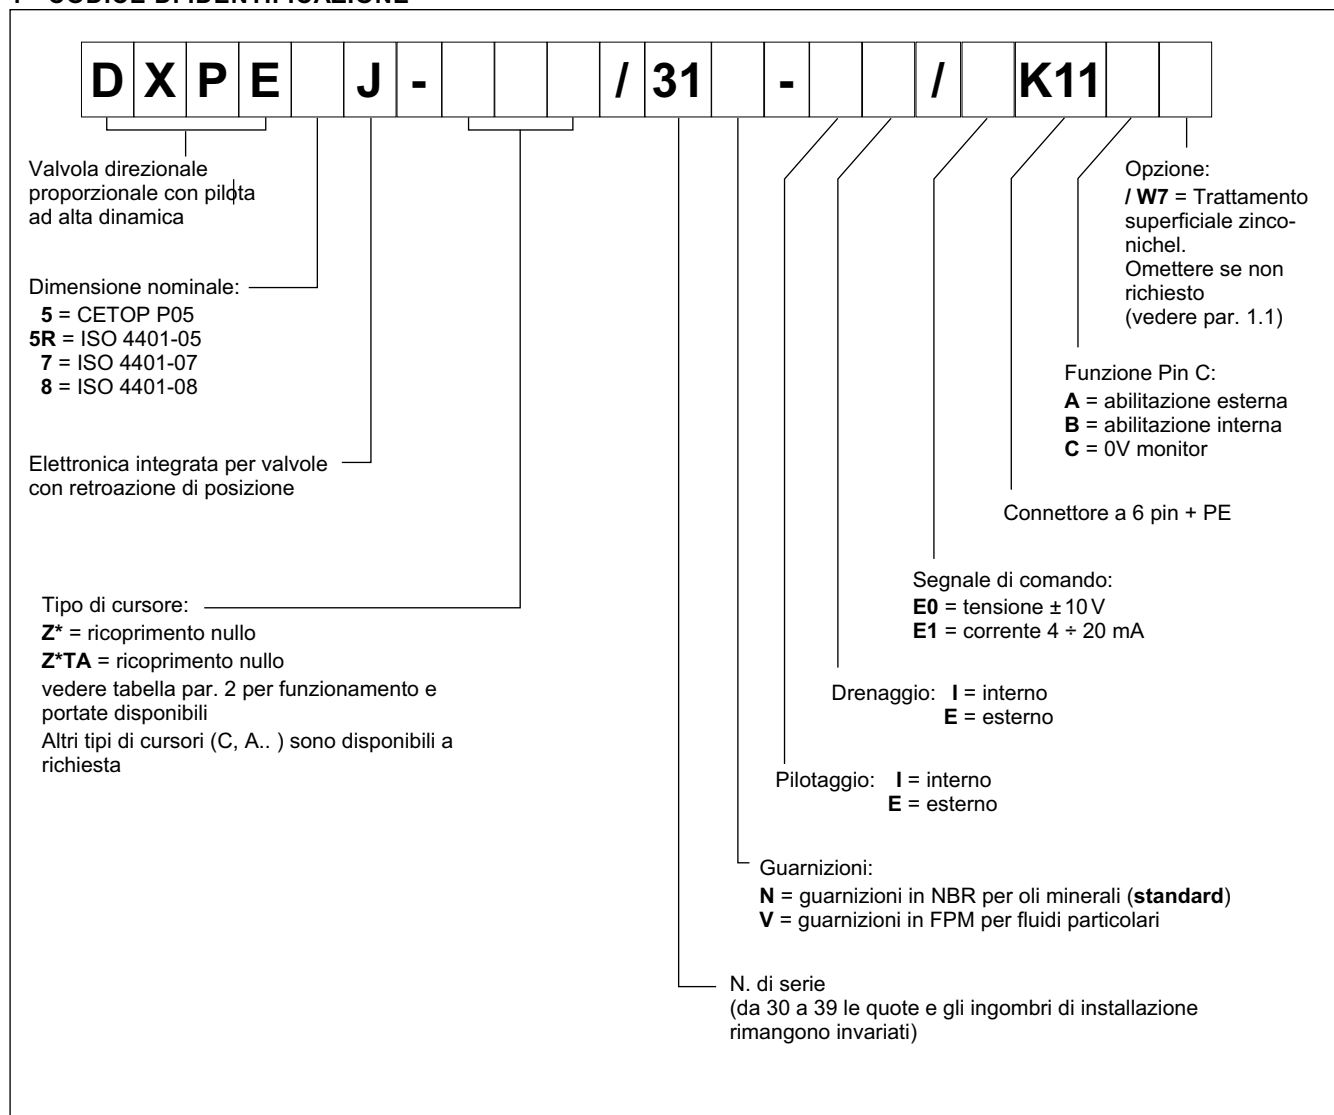 D X P E J - / 31 - / K11
Valvola direzionale
proporzionale con pilota
ad alta dinamica
Dimensione nominale:
5 = CETOP P05
5R = ISO 4401-05
7 = ISO 4401-07
8 = ISO 4401-08
Elettronica integrata per valvole
con retroazione di posizione
Tipo di cursore:
Z* = ricoprimento nullo
Z*TA = ricoprimento nullo
vedere tabella par. 2 per funzionamento e
portate disponibili
Altri tipi di cursori (C, A.. ) sono disponibili a
richiesta
Opzione:
/ W7 = Trattamento
superficiale zinco-
nichel.
Omettere se non
richiesto
(vedere par. 1.1)
Funzione Pin C:
A = abilitazione esterna
B = abilitazione interna
C = 0V monitor
Connettore a 6 pin + PE
Segnale di comando:
E0 = tensione ± 10 V
E1 = corrente 4 ÷ 20 mA
Drenaggio: I = interno
E = esterno
Pilotaggio: I = interno
E = esterno
Guarnizioni:
N = guarnizioni in NBR per oli minerali (standard)
V = guarnizioni in FPM per fluidi particolari
N. di serie
(da 30 a 39 le quote e gli ingombri di installazione
rimangono invariati)